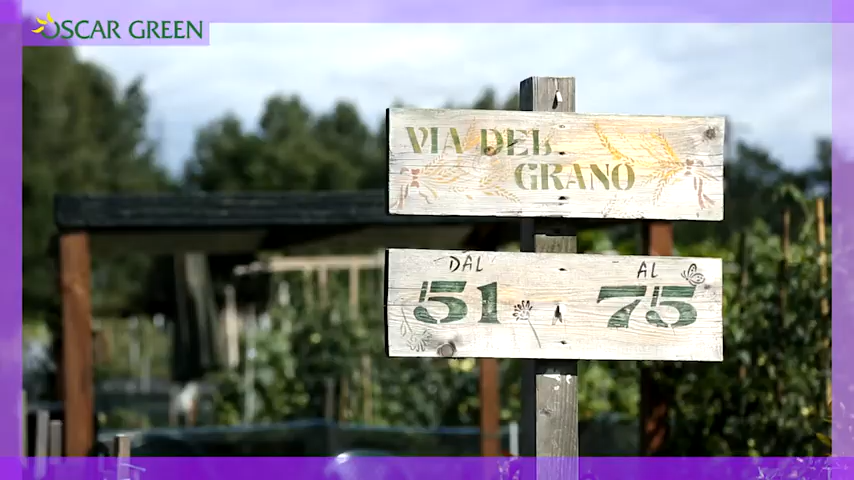 OSCAR GREEN
VIA DEL
GRANO
DAL AL
51 75